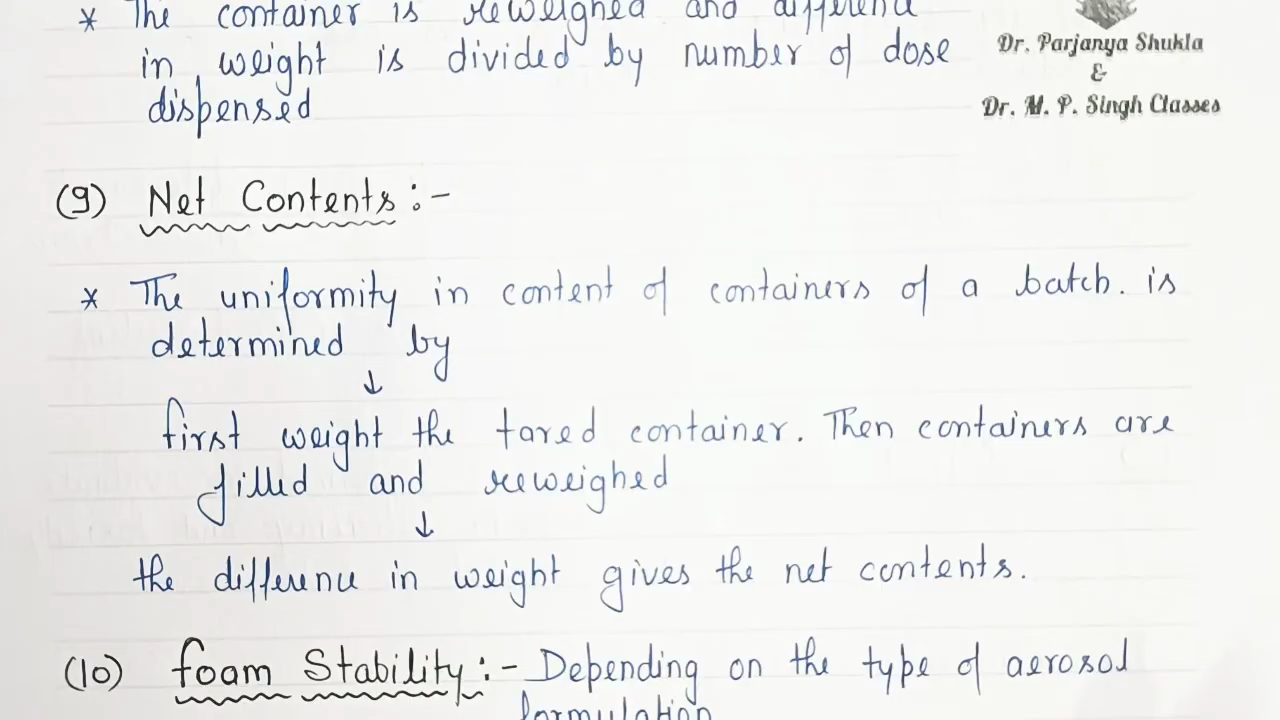 * The container is reweighed and difference
in weight is divided by number of dose
dispensed
Dr. Parjanya Shukla
&
Dr. M. P. Singh Classes
(9) Net Contents :-
* The uniformity in content of containers of a batch. is
determined by
↓
first weight the tared container. Then containers are
filled and reweighed
↓
the difference in weight gives the net contents.
(10) foam Stability :- Depending on the type of aerosol
formulation